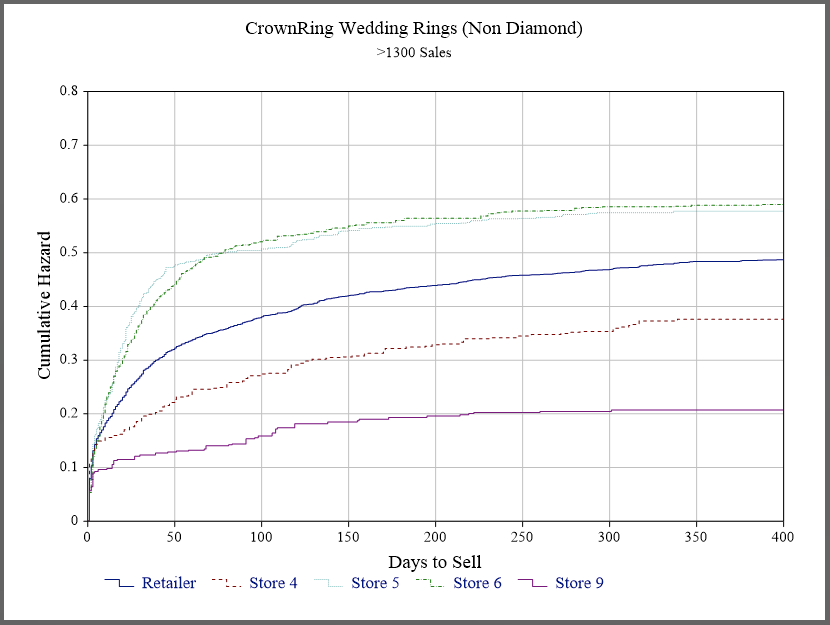 CrownRing Wedding Rings (Non Diamond)
>1300 Sales
Cumulative Hazard
0.8
0.7
0.6
0.5
0.4
0.3
0.2
0.1
0
0 50 100 150 200 250 300 350 400
Days to Sell
Retailer Store 4 Store 5 Store 6 Store 9